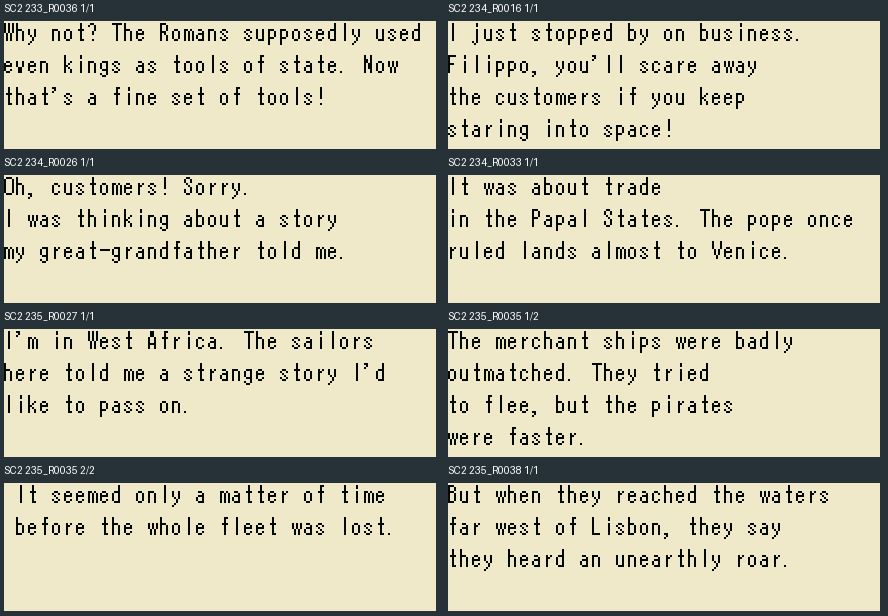 SC2 233_R0036 1/1
Why not? The Romans supposedly used
even kings as tools of state. Now
that's a fine set of tools!
SC2 234_R0016 1/1
I just stopped by on business.
Filippo, you'll scare away
the customers if you keep
staring into space!
SC2 234_R0026 1/1
Oh, customers! Sorry.
I was thinking about a story
my great-grandfather told me.
SC2 234_R0033 1/1
It was about trade
in the Papal States. The pope once
ruled lands almost to Venice.
SC2 235_R0027 1/1
I'm in West Africa. The sailors
here told me a strange story I'd
like to pass on.
SC2 235_R0035 1/2
The merchant ships were badly
outmatched. They tried
to flee, but the pirates
were faster.
SC2 235_R0035 2/2
It seemed only a matter of time
before the whole fleet was lost.
SC2 235_R0038 1/1
But when they reached the waters
far west of Lisbon, they say
they heard an unearthly roar.